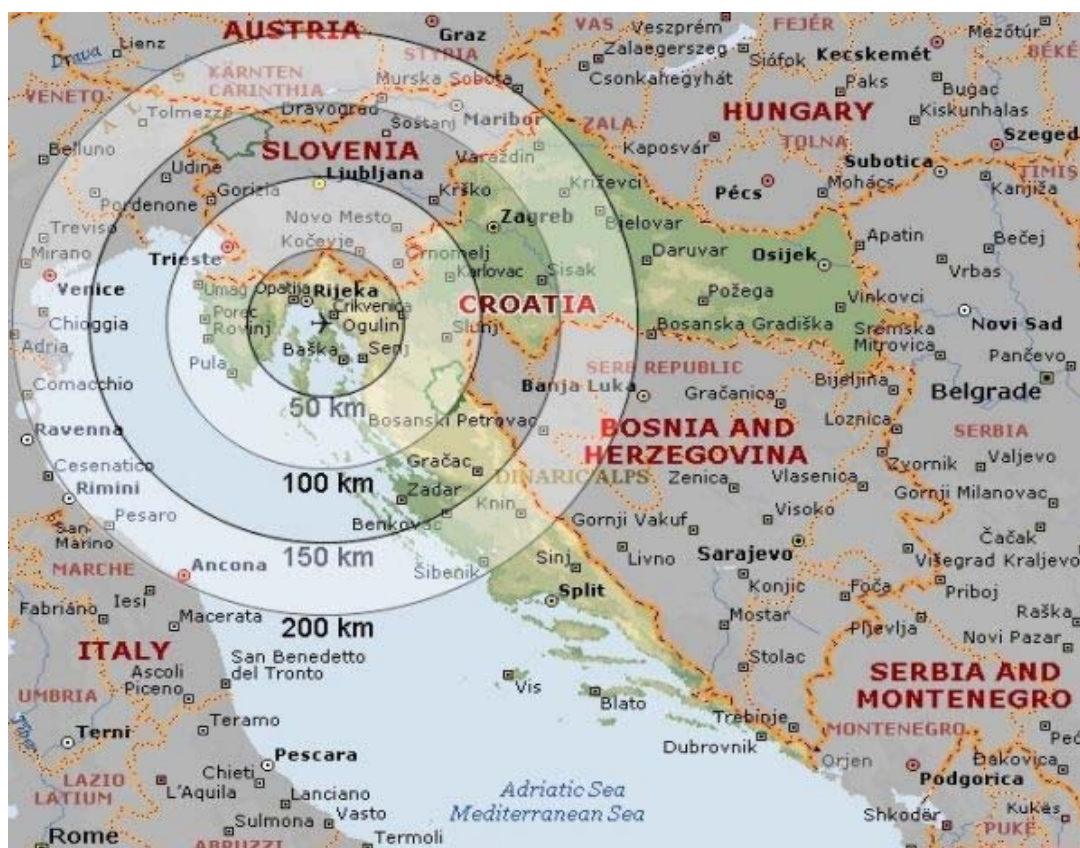 AUSTRIA
Graz
VAS
Veszprém
FEJÉR
Mezőtúr
Drava
Lienz
STYRIA
Zalaegerszeg
Siófok
Kecskemét
BÉKÉ
KÄRNTEN
CARINTHIA
Murska Sobota
Csonkahegyhát
Paks
VENETO
ALPS
Tolmezzo
Dravograd
HUNGARY
Bugac
Kiskunhalas
Maribor
Šoštanj
ZALA
TOLNA
Szeged
Belluno
SLOVENIA
Varaždin
Kaposvár
Subotica
Udine
Ljubljana
TIMIS
Pordenone
Gorizia
Krško
Križevci
Pécs
Mohács
Kanjiža
Treviso
Novo Mesto
Zagreb
Bjelovar
Mirano
Trieste
Kočevje
Črnomelj
Daruvar
Osijek
Apatin
Bečej
Venice
Umag
Opatija
Rijeka
Karlovac
Sisak
Vrbas
Chioggia
Porec
Crikvenica
CROATIA
Požega
Vinkovci
Adria
Rovinj
Ogulin
Slunj
Bosanska Gradiška
Sremska
Mitrovica
Novi Sad
Pula
Baška
Senj
SERB REPUBLIC
Pančevo
Comacchio
Banja Luka
Gračanica
Bijeljina
Belgrade
50 km
Bosanski Petrovac
BOSNIA AND
HERZEGOVINA
Loznica
SERBIA
Ravenna
Gračac
DINARIC ALPS
Zvornik
Valjevo
Cesenatico
100 km
Zenica
Vlasenica
Rimini
Zadar
Knin
Gornji Milanovac
Pesaro
Benkovac
Gornji Vakuf
Visoko
San
Marino
Čačak
150 km
Sinj
Livno
Sarajevo
Višegrad
Kraljevo
MARCHE
Ancona
Šibenik
Konjic
Foča
Priboj
Fabriano
Iesi
Split
Macerata
200 km
Mostar
Pljevlja
Raška
ITALY
Novi Pazar
San Benedetto
del Tronto
Stolac
SERBIA AND
MONTENEGRO
Ascoli
Piceno
UMBRIA
Vis
Blato
Trebinje
Terni
Teramo
MONTENEGRO
Peć
Tiber
Dubrovnik
Pescara
Orjen
Đakovica
LAZIO
LATIUM
Chieti
L'Aquila
Adriatic Sea
Mediterranean Sea
Podgorica
Lanciano
Kukës
Vasto
Shkodër
Sulmona
PUKË
Rome
Termoli
ABRUZZI